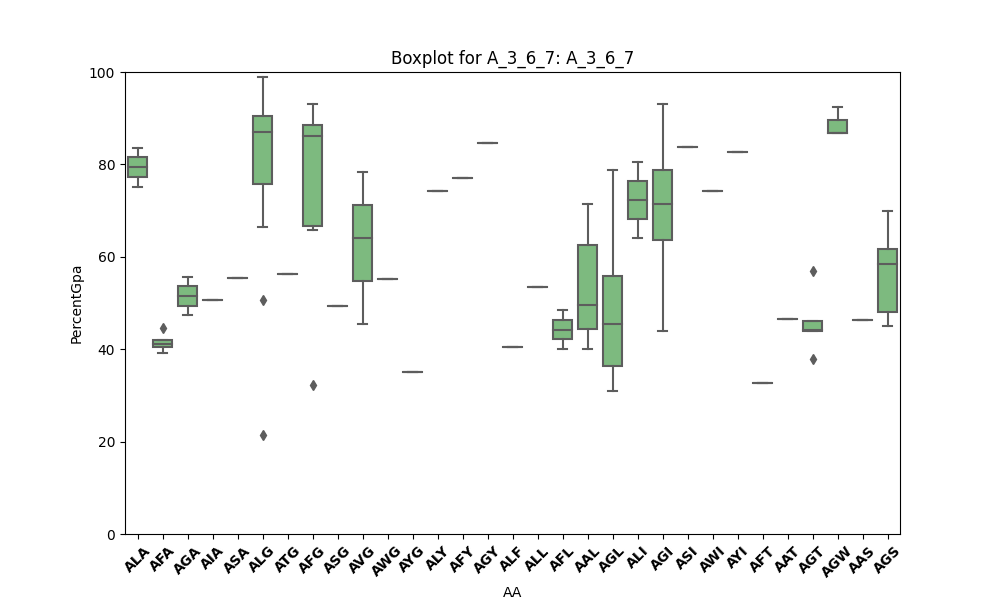 Boxplot for A_3_6_7: A_3_6_7
100
80
60
40
20
0
PercentGpa
ALA AFA AGA AIA ASA ALG ATG AFG ASG AVG AWG AYG ALY AFY AGY ALF ALL AFL AAL AGL ALI AGI ASI AWI AYI AFT AAT AGT AGW AAS AGS
AA